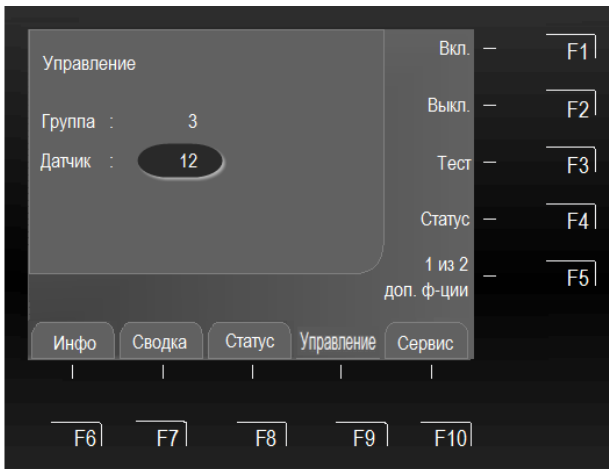 Управление
Группа : 3
Датчик : 12
Вкл. – F1
Выкл. – F2
Тест – F3
Статус – F4
1 из 2
доп. ф-ции – F5
Инфо Сводка Статус Управление Сервис
F6 F7 F8 F9 F10